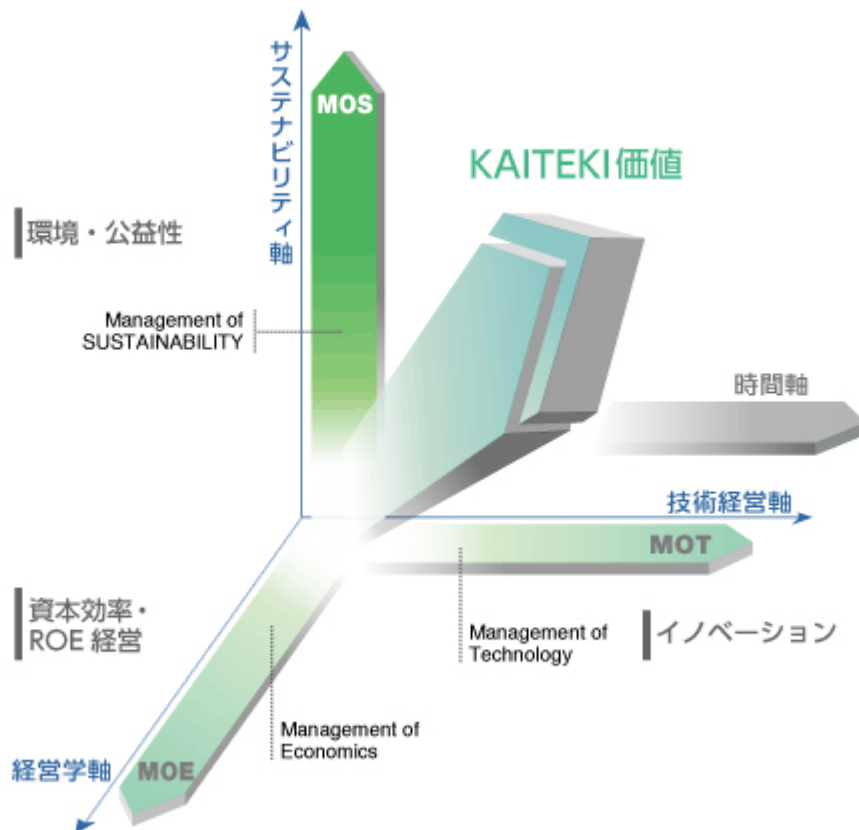 サステナビリティ軸
MOS
KAITEKI価値
環境・公益性
Management of
SUSTAINABILITY
時間軸
技術経営軸
MOT
資本効率・
ROE 経営
Management of
Technology
イノベーション
Management of
Economics
経営学軸
MOE